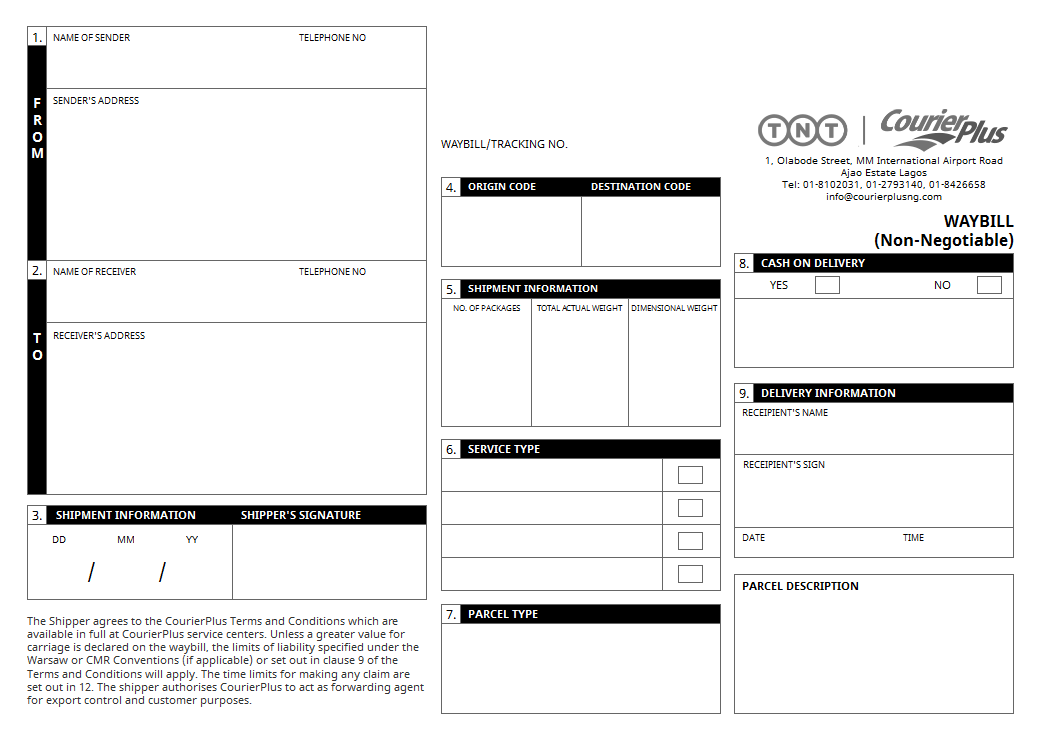 1. NAME OF SENDER TELEPHONE NO
FROM
SENDER'S ADDRESS
2. NAME OF RECEIVER TELEPHONE NO
TO
RECEIVER'S ADDRESS
3. SHIPMENT INFORMATION SHIPPER'S SIGNATURE
DD MM YY
/ /
The Shipper agrees to the CourierPlus Terms and Conditions which are
available in full at CourierPlus service centers. Unless a greater value for
carriage is declared on the waybill, the limits of liability specified under the
Warsaw or CMR Conventions (if applicable) or set out in clause 9 of the
Terms and Conditions will apply. The time limits for making any claim are
set out in 12. The shipper authorises CourierPlus to act as forwarding agent
for export control and customer purposes.
WAYBILL/TRACKING NO.
4. ORIGIN CODE DESTINATION CODE
5. SHIPMENT INFORMATION
NO. OF PACKAGES TOTAL ACTUAL WEIGHT DIMENSIONAL WEIGHT
6. SERVICE TYPE
7. PARCEL TYPE
TNT | CourierPlus
1, Olabode Street, MM International Airport Road
Ajao Estate Lagos
Tel: 01-8102031, 01-2793140, 01-8426658
info@courierplusng.com
WAYBILL
(Non-Negotiable)
8. CASH ON DELIVERY
YES NO
9. DELIVERY INFORMATION
RECEIPIENT'S NAME
RECEIPIENT'S SIGN
DATE TIME
PARCEL DESCRIPTION